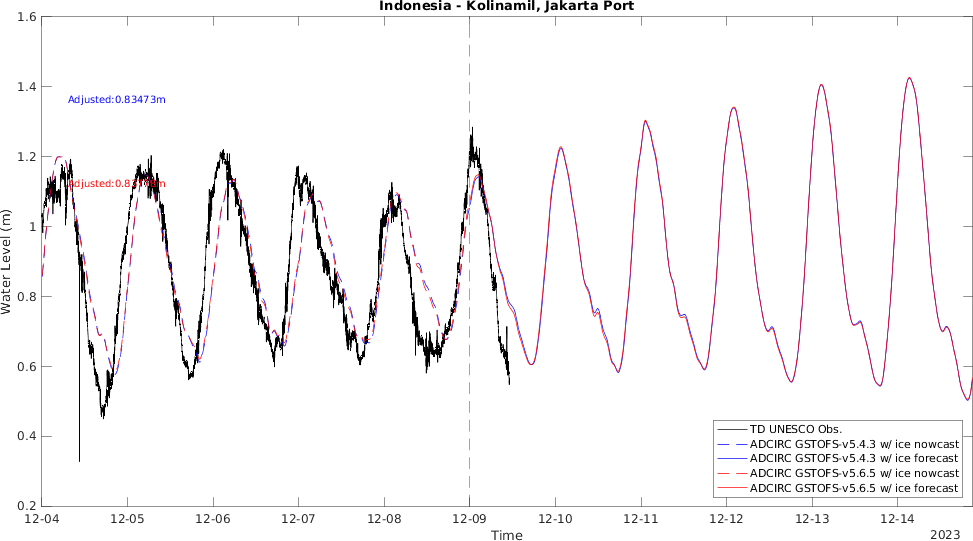 Indonesia - Kolinamil, Jakarta Port
1.6
1.4
1.2
1
0.8
0.6
0.4
0.2
Water Level (m)
Adjusted:0.83473m
TD UNESCO Obs.
ADCIRC GSTOFS-v5.4.3 w/ ice nowcast
ADCIRC GSTOFS-v5.4.3 w/ ice forecast
ADCIRC GSTOFS-v5.6.5 w/ ice nowcast
ADCIRC GSTOFS-v5.6.5 w/ ice forecast
12-04 12-05 12-06 12-07 12-08 12-09 12-10 12-11 12-12 12-13 12-14
Time
2023